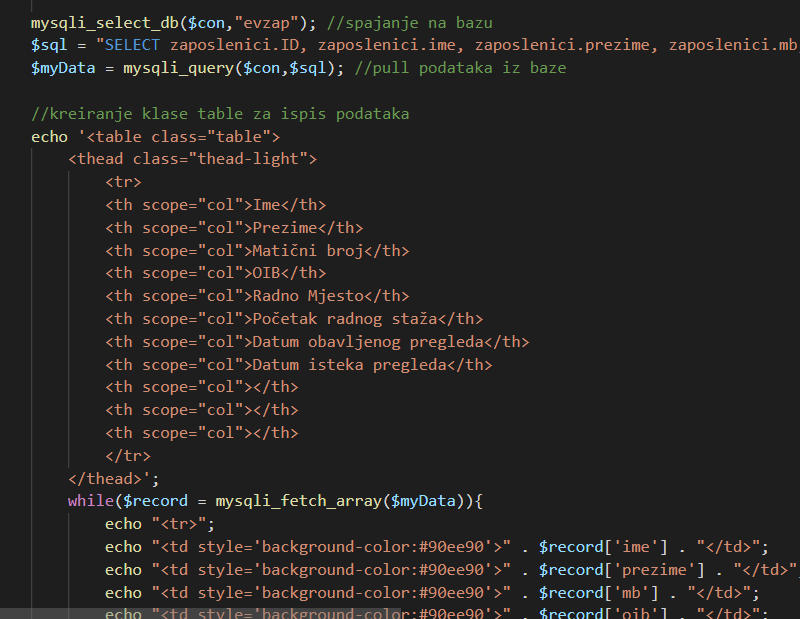 mysqli_select_db($con,"evzap"); //spajanje na bazu
$sql = "SELECT zaposlenici.ID, zaposlenici.ime, zaposlenici.prezime, zaposlenici.mb,
$myData = mysqli_query($con,$sql); //pull podataka iz baze
//kreiranje klase table za ispis podataka
echo '<table class="table">
<thead class="thead-light">
<tr>
<th scope="col">Ime</th>
<th scope="col">Prezime</th>
<th scope="col">Matični broj</th>
<th scope="col">OIB</th>
<th scope="col">Radno Mjesto</th>
<th scope="col">Početak radnog staža</th>
<th scope="col">Datum obavljenog pregleda</th>
<th scope="col">Datum isteka pregleda</th>
<th scope="col"></th>
<th scope="col"></th>
<th scope="col"></th>
</tr>
</thead>';
while($record = mysqli_fetch_array($myData)){
echo "<tr>";
echo "<td style='background-color:#90ee90'>" . $record['ime'] . "</td>";
echo "<td style='background-color:#90ee90'>" . $record['prezime'] . "</td>"
echo "<td style='background-color:#90ee90'>" . $record['mb'] . "</td>";
echo "<td style='background-color:#90ee90'>" . $record['oib'] . "</td>";